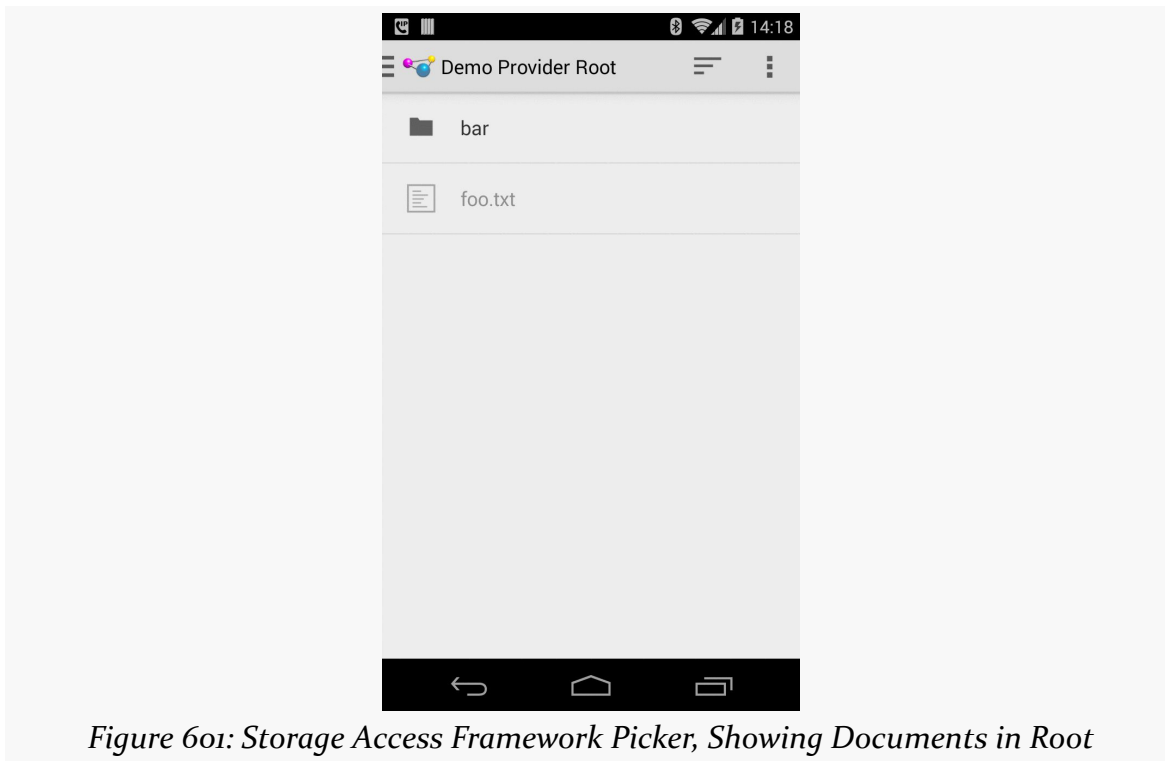 14:18
Demo Provider Root
bar
foo.txt
Figure 601: Storage Access Framework Picker, Showing Documents in Root